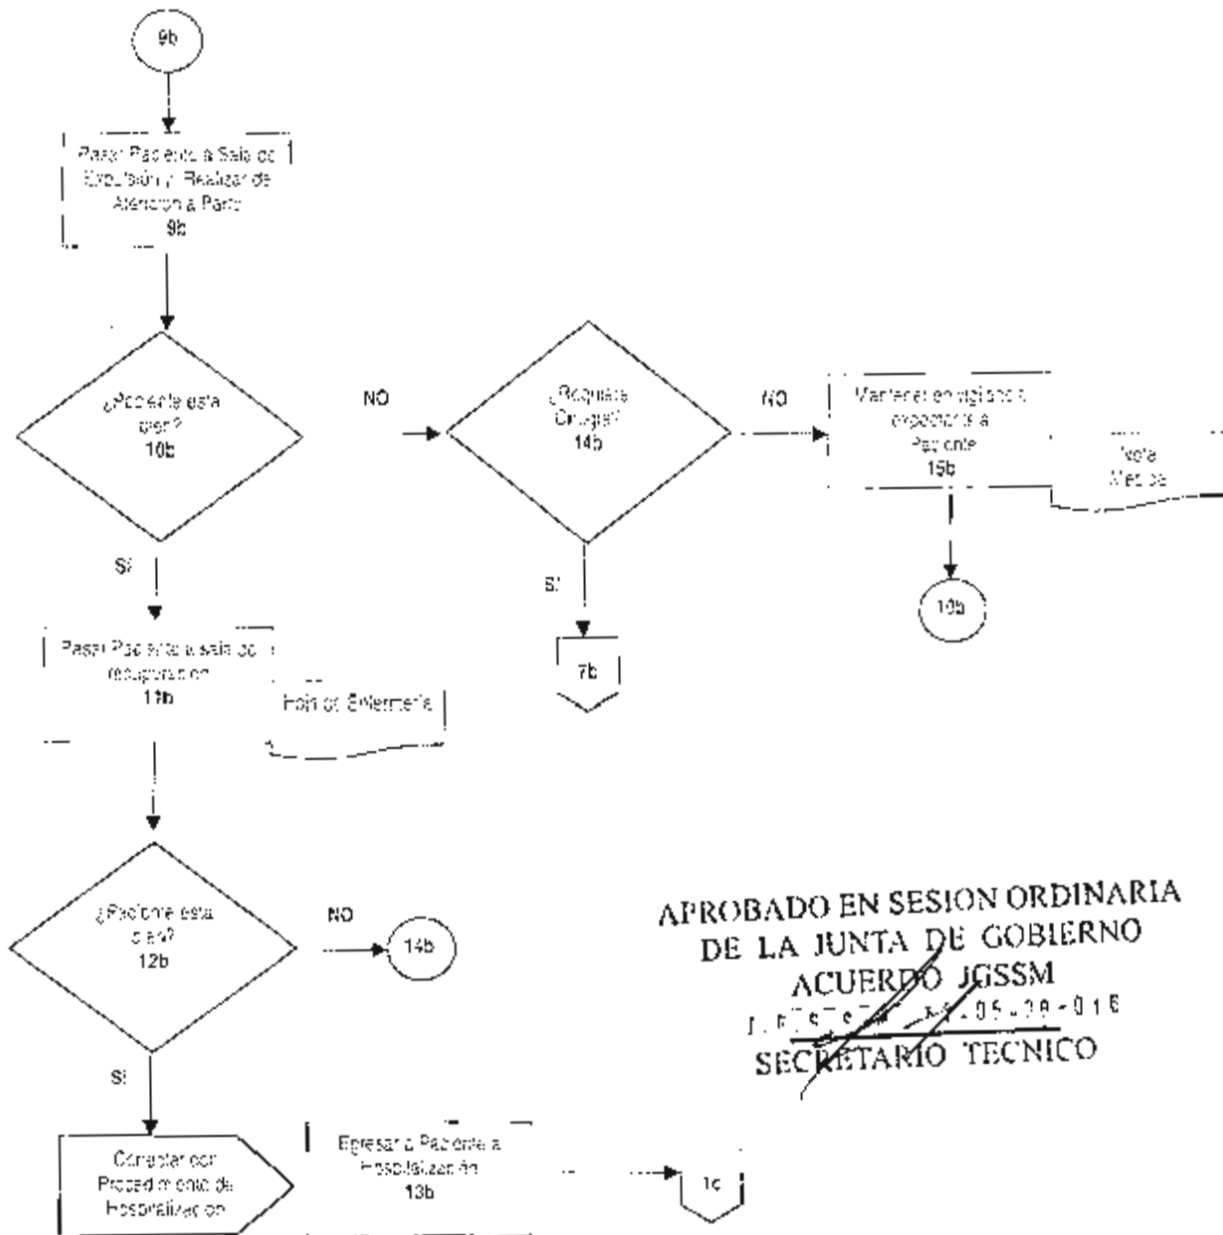 9b
Pasar Paciente a Sala de
Expulsión y Realizar de
Atención a Parto
9b
¿Paciente esta
bien?
10b
NO
¿Requiere
Cirugía?
14b
NO
Mantener en vigilancia
expectante a
Paciente
15b
Nota
Medica
SI
Pasar Paciente a sala de
recuperación
11b
Hoja de Enfermería
SI
7b
10b
¿Paciente esta
bien?
12b
NO
14b
SI
Conectar con
Procedimiento de
Hospitalización
Egresar a Paciente a
Hospitalización
13b
1c
APROBADO EN SESION ORDINARIA
DE LA JUNTA DE GOBIERNO
ACUERDO JGSSM
SECRETARIO TECNICO